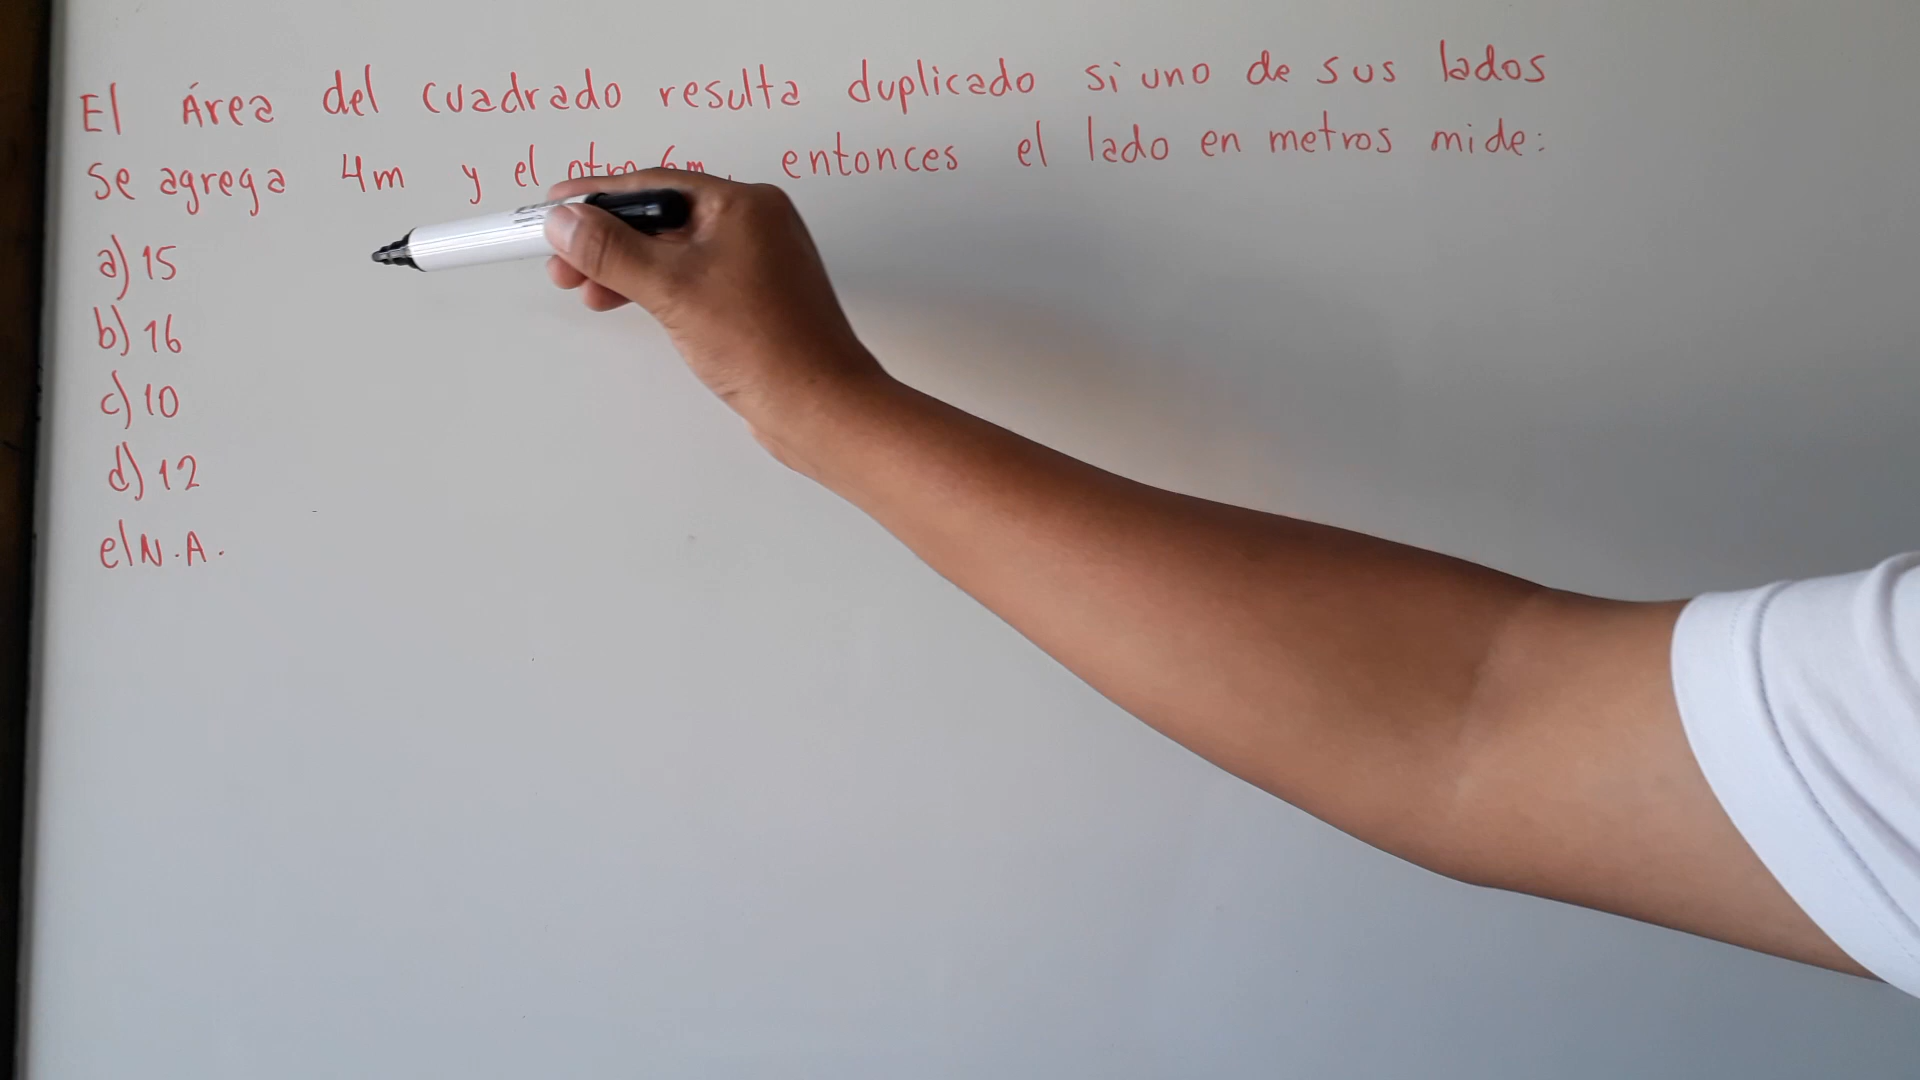 El Área del cuadrado resulta duplicado si uno de sus lados
se agrega 4m y el otro 6m, entonces el lado en metros mide:
a) 15
b) 16
c) 10
d) 12
e) N.A.